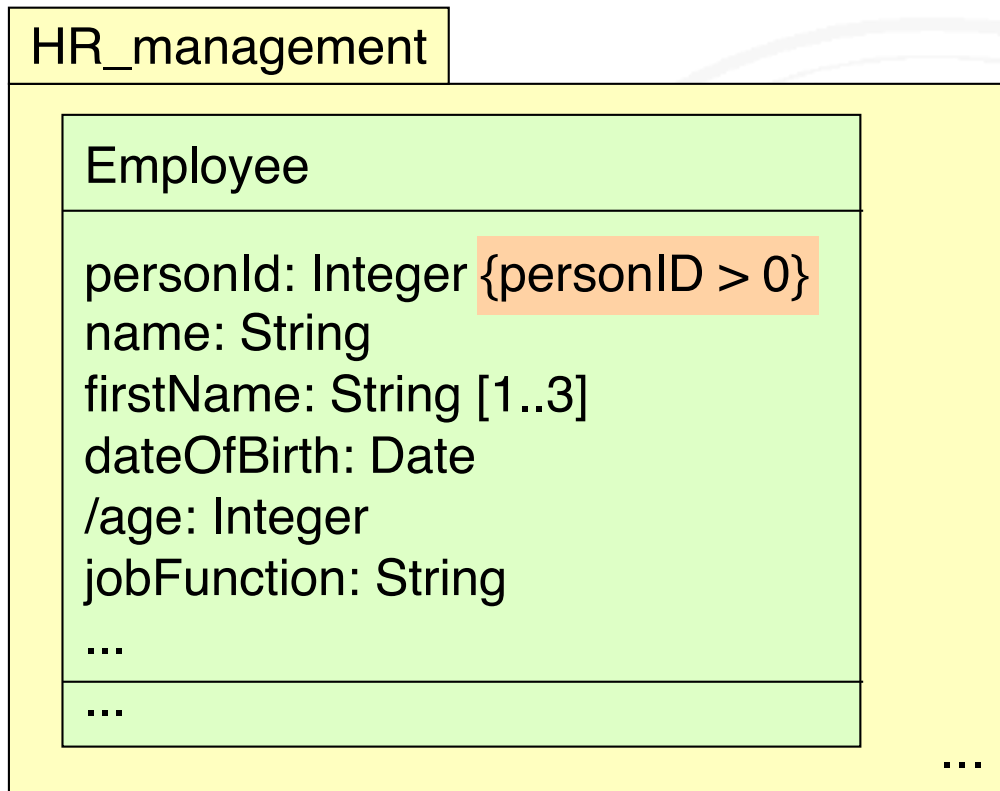 HR_management
Employee
personId: Integer {personID > 0}
name: String
firstName: String [1..3]
dateOfBirth: Date
/age: Integer
jobFunction: String
...
...
...